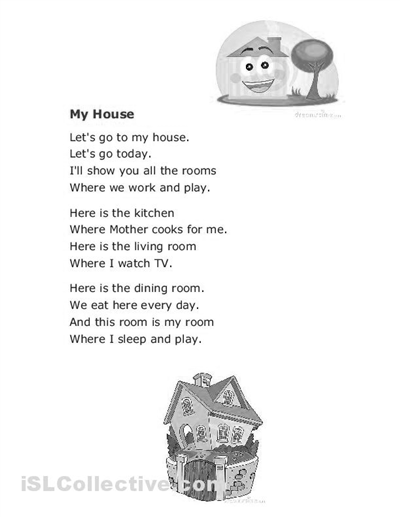 My House
Let's go to my house.
Let's go today.
I'll show you all the rooms
Where we work and play.
Here is the kitchen
Where Mother cooks for me.
Here is the living room
Where I watch TV.
Here is the dining room.
We eat here every day.
And this room is my room
Where I sleep and play.
iSLCollective.com